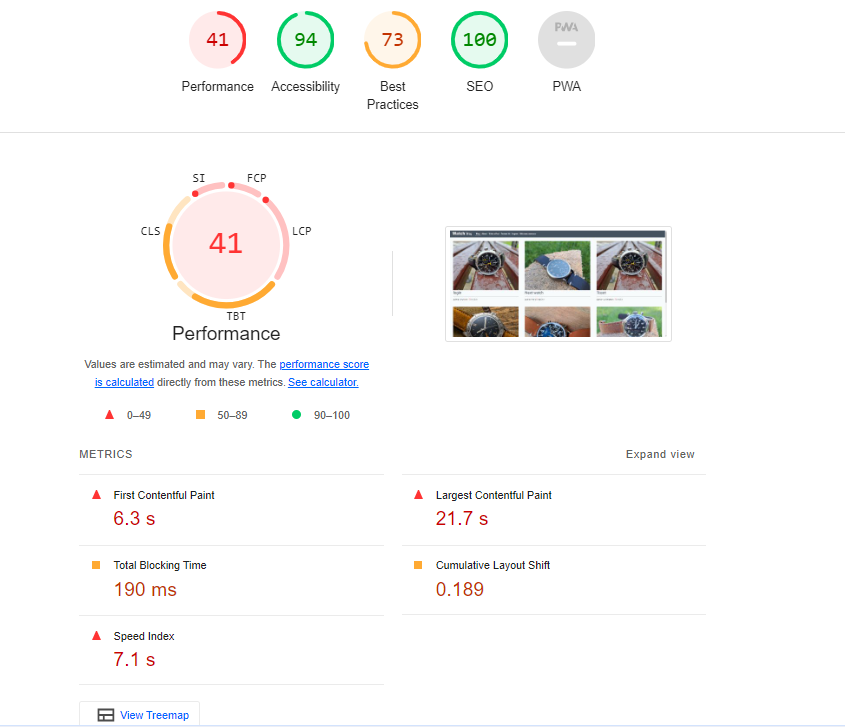 41
94
73
100
PWA
Performance
Accessibility
Best
Practices
SEO
PWA
SI
FCP
CLS
LCP
41
TBT
Performance
Values are estimated and may vary. The performance score
is calculated directly from these metrics. See calculator.
0–49
50–89
90–100
METRICS
Expand view
First Contentful Paint
6.3 s
Largest Contentful Paint
21.7 s
Total Blocking Time
190 ms
Cumulative Layout Shift
0.189
Speed Index
7.1 s
View Treemap